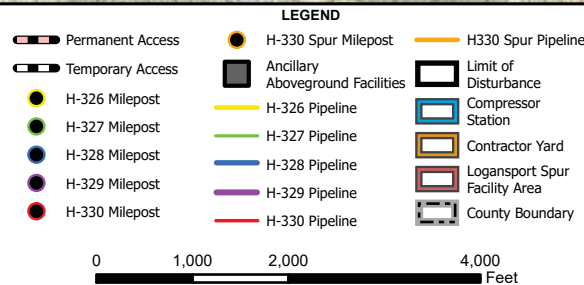 LEGEND
Permanent Access
Temporary Access
H-326 Milepost
H-327 Milepost
H-328 Milepost
H-329 Milepost
H-330 Milepost
H-330 Spur Milepost
Ancillary
Aboveground Facilities
H-326 Pipeline
H-327 Pipeline
H-328 Pipeline
H-329 Pipeline
H-330 Pipeline
H330 Spur Pipeline
Limit of
Disturbance
Compressor
Station
Contractor Yard
Logansport Spur
Facility Area
County Boundary
0 1,000 2,000 4,000
Feet